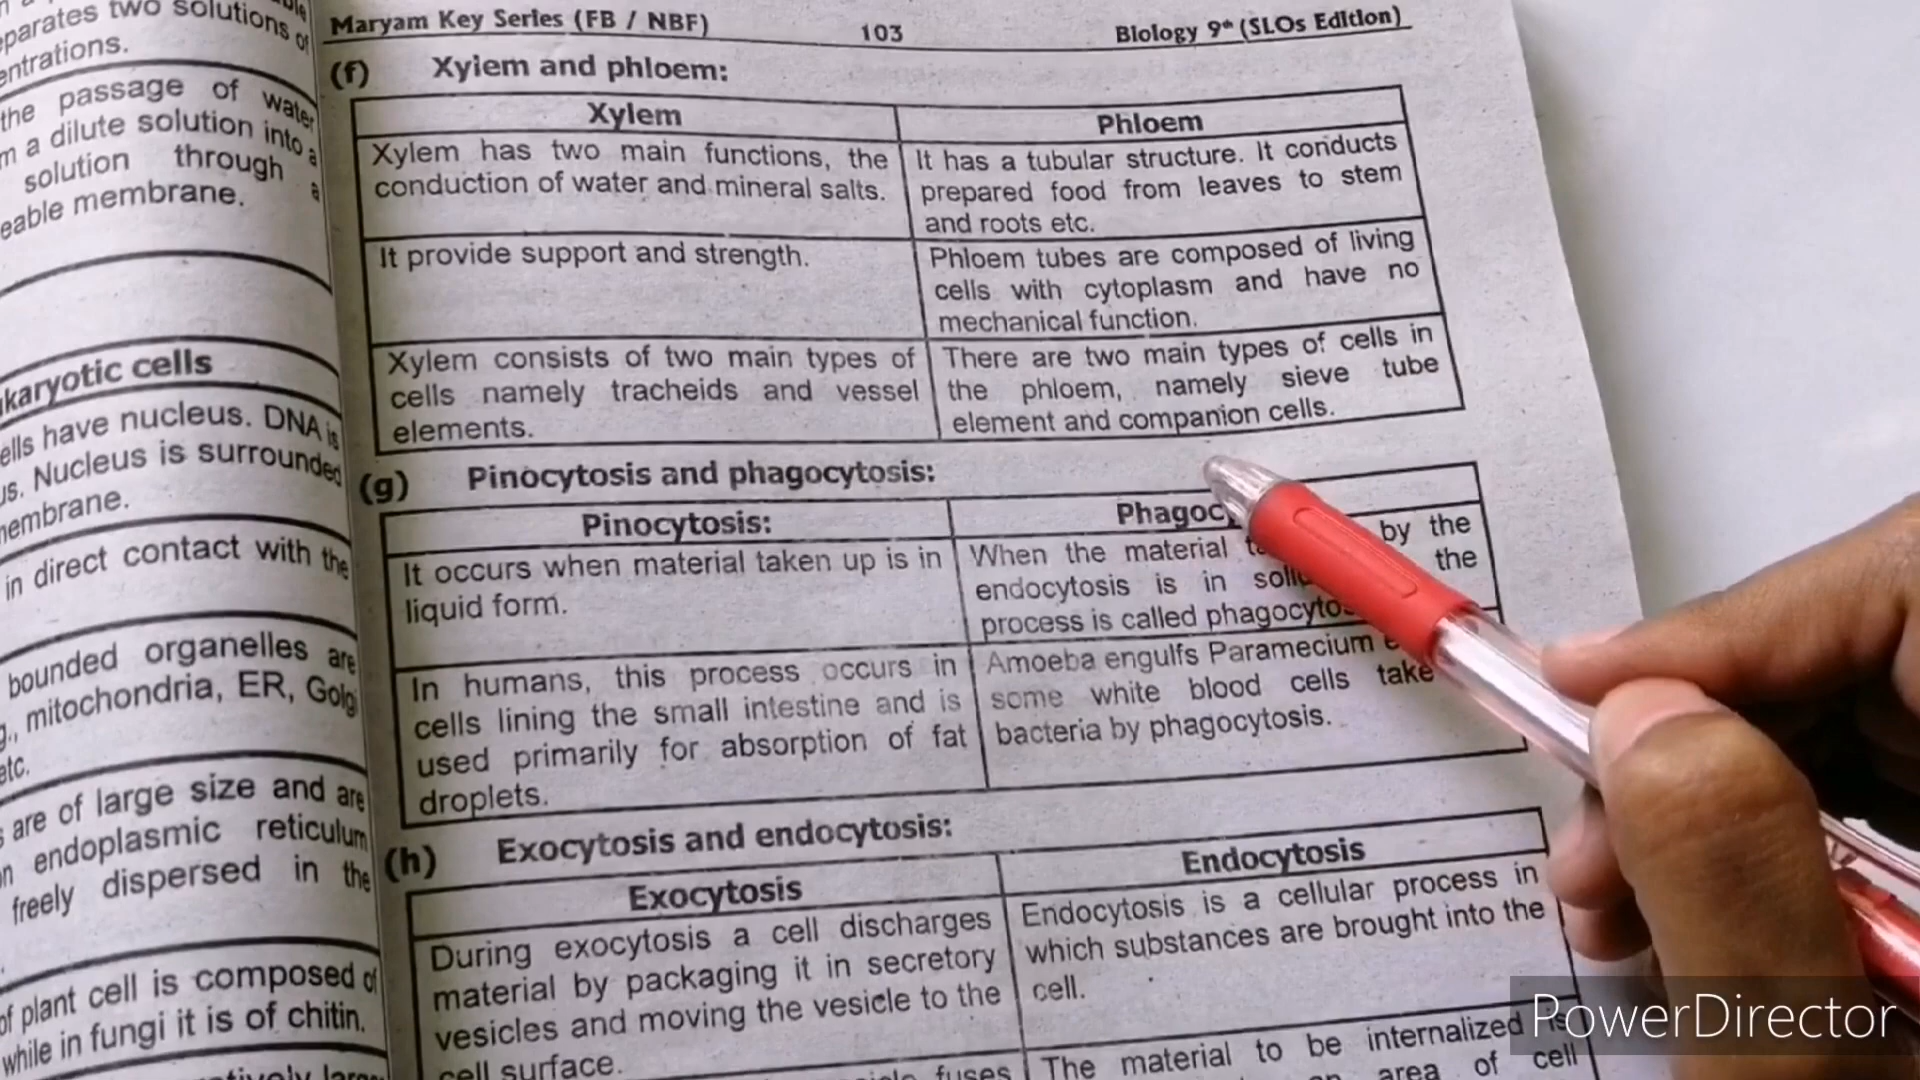 eparates two solutions of
entrations.
the passage of water
a dilute solution into a
solution through a
eable membrane.
karyotic cells
ells have nucleus. DNA is
us. Nucleus is surrounded
membrane.
in direct contact with the
bounded organelles are
mitochondria, ER, Golgi
etc.
are of large size and are
endoplasmic reticulum
freely dispersed in the
of plant cell is composed of
while in fungi it is of chitin.
Maryam Key Series (FB / NBF) 103 Biology 9th (SLOs Edition)
(f) Xylem and phloem:
Xylem
Xylem has two main functions, the
conduction of water and mineral salts.
Phloem
It has a tubular structure. It conducts
prepared food from leaves to stem
and roots etc.
It provide support and strength.
Phloem tubes are composed of living
cells with cytoplasm and have no
mechanical function.
Xylem consists of two main types of
cells namely tracheids and vessel
elements.
There are two main types of cells in
the phloem, namely sieve tube
element and companion cells.
(g) Pinocytosis and phagocytosis:
Pinocytosis:
It occurs when material taken up is in
liquid form.
Phagoc
When the material by the
endocytosis is in the
process is called
In humans, this process occurs in
cells lining the small intestine and is
used primarily for absorption of fat
droplets.
Amoeba engulfs Paramecium
some white blood cells take
bacteria by phagocytosis.
(h) Exocytosis and endocytosis:
Exocytosis
During exocytosis a cell discharges
material by packaging it in secretory
vesicles and moving the vesicle to the
cell surface.
Endocytosis
Endocytosis is a cellular process in
which substances are brought into the
cell.
fuses
The material to be internalized is
area of cell
PowerDirector